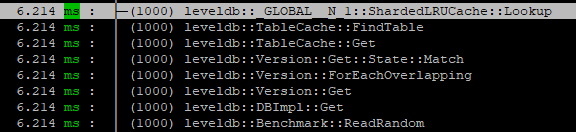 6.214 ms : (1000) leveldb::_GLOBAL__N_1::ShardedLRUCache::Lookup
6.214 ms : (1000) leveldb::TableCache::FindTable
6.214 ms : (1000) leveldb::TableCache::Get
6.214 ms : (1000) leveldb::Version::Get::State::Match
6.214 ms : (1000) leveldb::Version::ForEachOverlapping
6.214 ms : (1000) leveldb::Version::Get
6.214 ms : (1000) leveldb::DBImpl::Get
6.214 ms : (1000) leveldb::Benchmark::ReadRandom